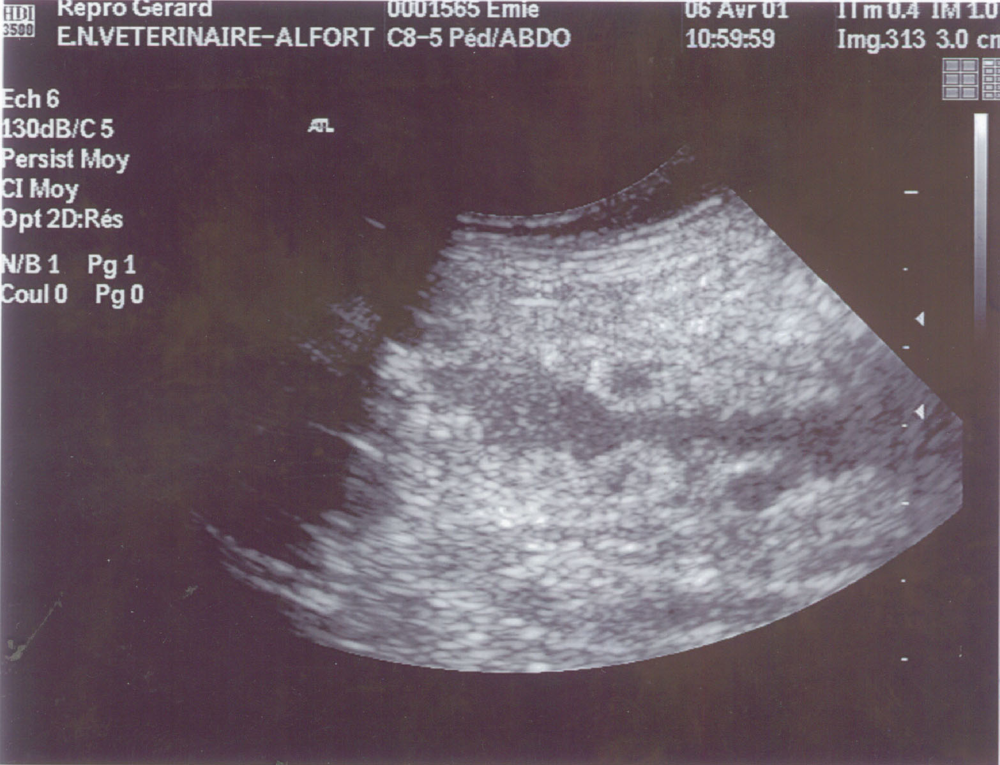 HDI
3500
Repro Gérard
0001565 Emie
06 Avr 01
ITm 0.4 IM 1.0
E.N.VETERINAIRE-ALFORT
C8-5 Péd/ABDO
10:59:59
Img.313 3.0 cm
Ech 6
130dB/C 5
Persist Moy
CI Moy
Opt 2D:Rés
N/B 1 Pg 1
Coul 0 Pg 0
ATL